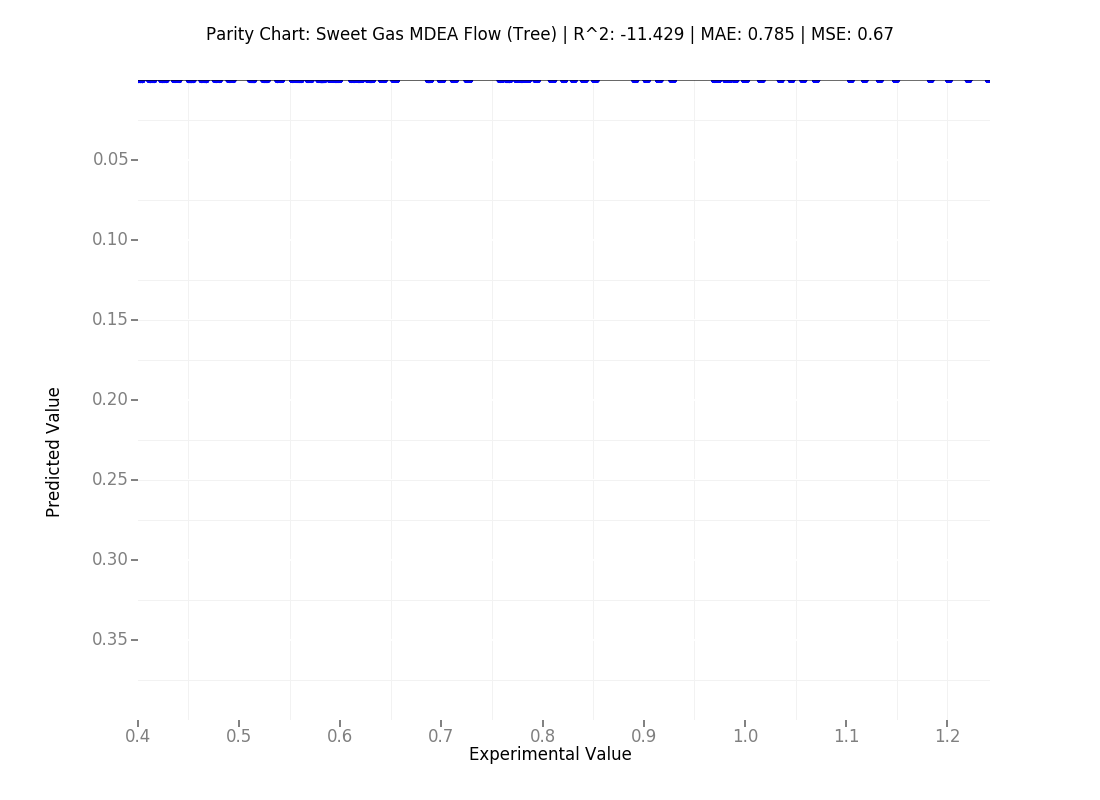 Parity Chart: Sweet Gas MDEA Flow (Tree) | R^2: -11.429 | MAE: 0.785 | MSE: 0.67
0.05
0.10
0.15
0.20
0.25
0.30
0.35
Predicted Value
0.4 0.5 0.6 0.7 0.8 0.9 1.0 1.1 1.2
Experimental Value